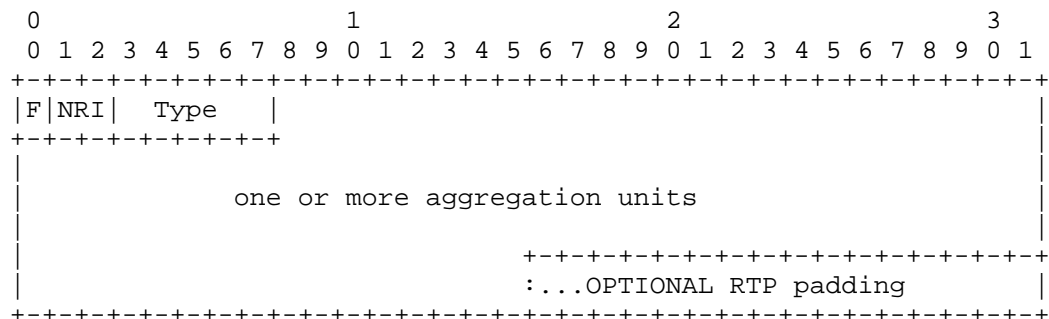 0                   1                   2                   3
 0 1 2 3 4 5 6 7 8 9 0 1 2 3 4 5 6 7 8 9 0 1 2 3 4 5 6 7 8 9 0 1
+-+-+-+-+-+-+-+-+-+-+-+-+-+-+-+-+-+-+-+-+-+-+-+-+-+-+-+-+-+-+-+-+
|F|NRI|  Type   |                                               |
+-+-+-+-+-+-+-+-+                                               |
|                                                               |
|             one or more aggregation units                     |
|                                                               |
|                               +-+-+-+-+-+-+-+-+-+-+-+-+-+-+-+-+
|                               :...OPTIONAL RTP padding        |
+-+-+-+-+-+-+-+-+-+-+-+-+-+-+-+-+-+-+-+-+-+-+-+-+-+-+-+-+-+-+-+-+